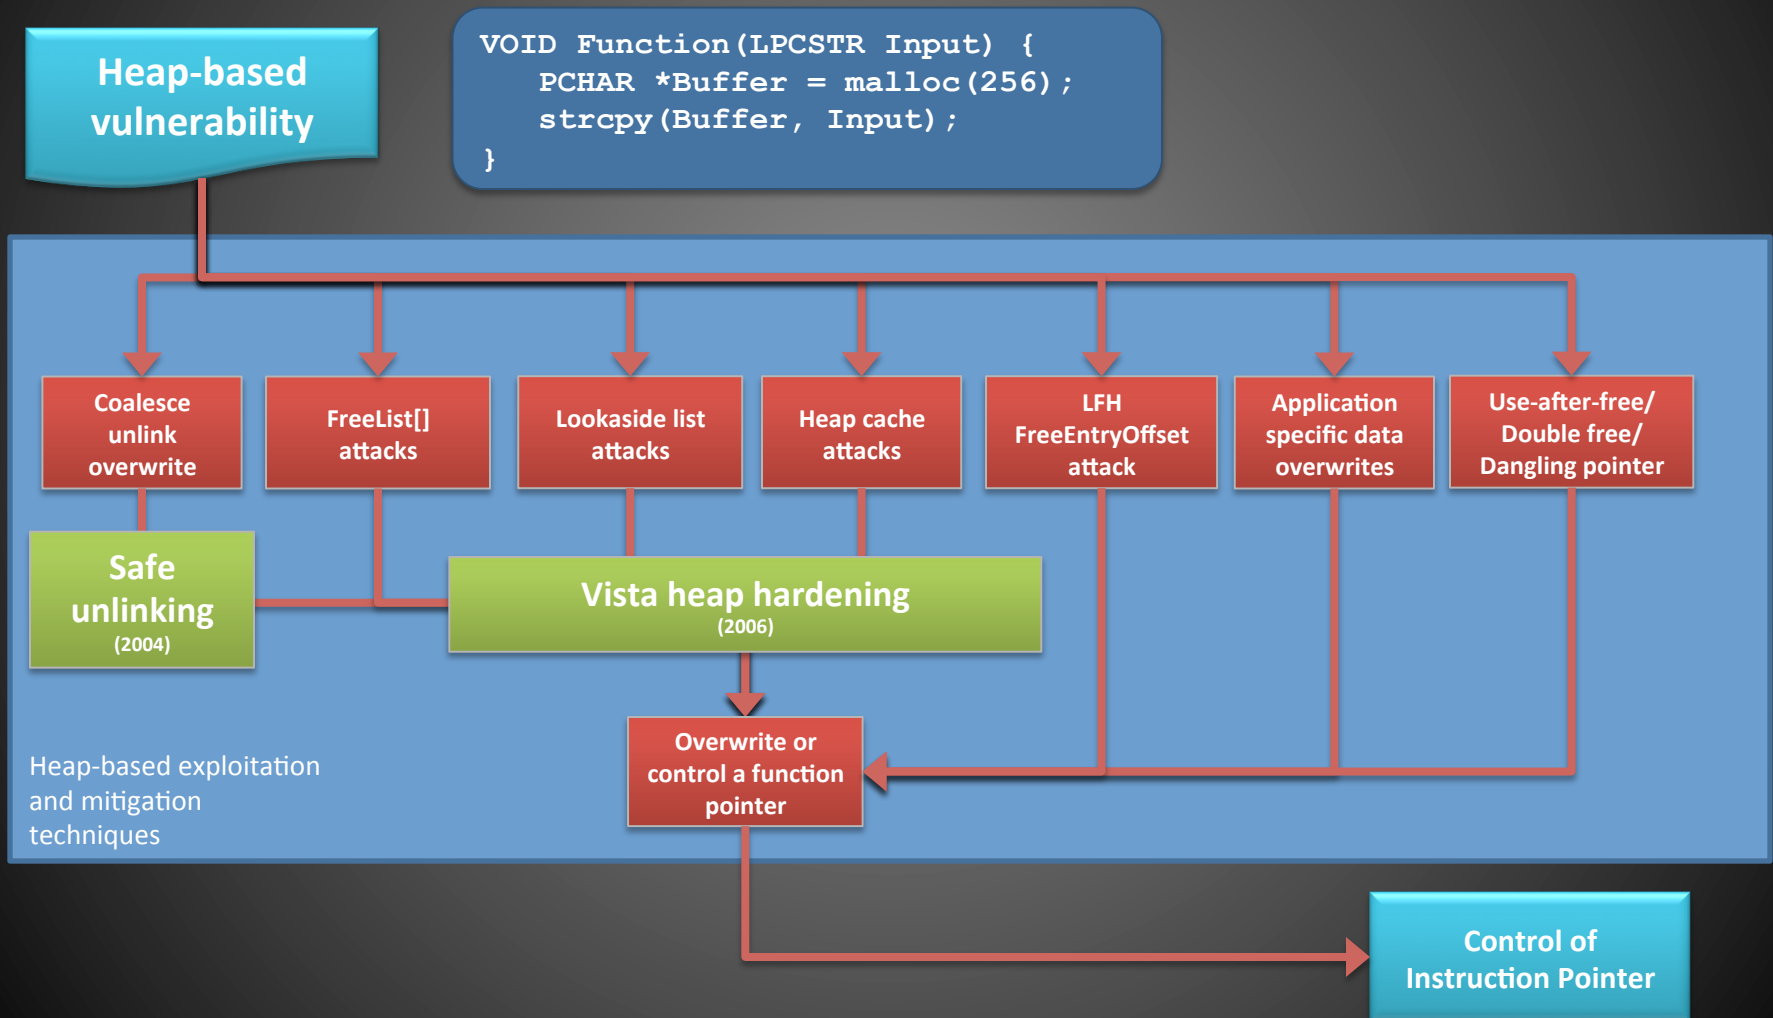 Heap-based
vulnerability
VOID Function(LPCSTR Input) {
   PCHAR *Buffer = malloc(256);
   strcpy(Buffer, Input);
}
Coalesce
unlink
overwrite
FreeList[]
attacks
Lookaside list
attacks
Heap cache
attacks
LFH
FreeEntryOffset
attack
Application
specific data
overwrites
Use-after-free/
Double free/
Dangling pointer
Safe
unlinking
(2004)
Vista heap hardening
(2006)
Overwrite or
control a function
pointer
Heap-based exploitation
and mitigation
techniques
Control of
Instruction Pointer